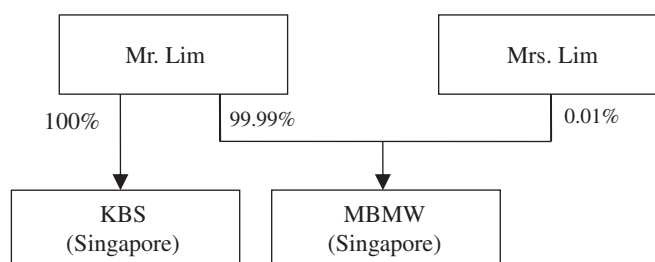 Mr. Lim
Mrs. Lim
100%
99.99%
0.01%
KBS
(Singapore)
MBMW
(Singapore)